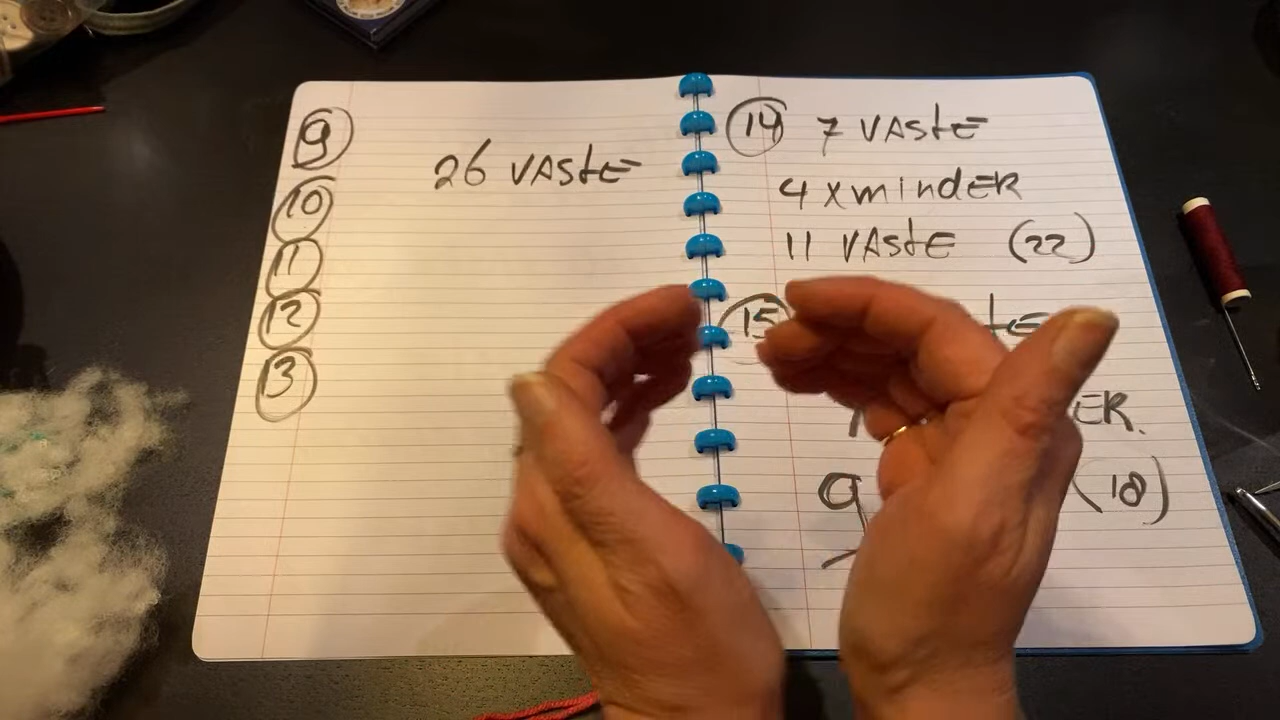 9
26 VASTE
10
11
12
13
14 7 VASTE
4 x minder
11 VASTE (22)
15
9 (18)